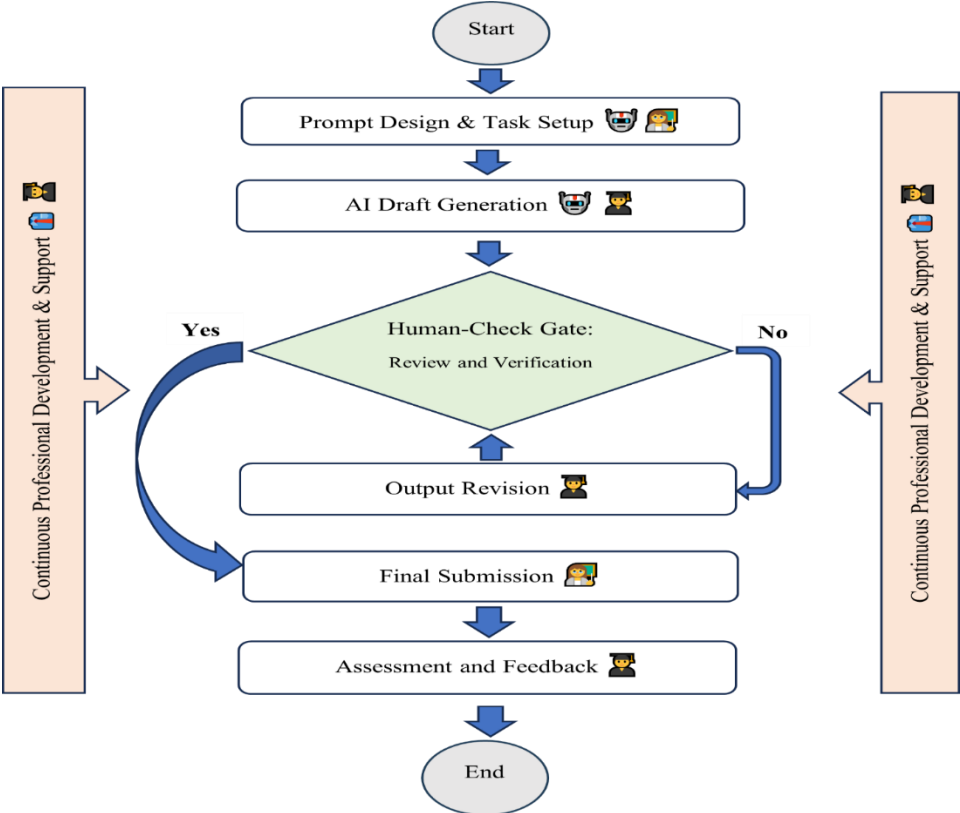 Start
Prompt Design & Task Setup
AI Draft Generation
Human-Check Gate:
Review and Verification
Yes
No
Output Revision
Final Submission
Assessment and Feedback
End
Continuous Professional Development & Support
Continuous Professional Development & Support